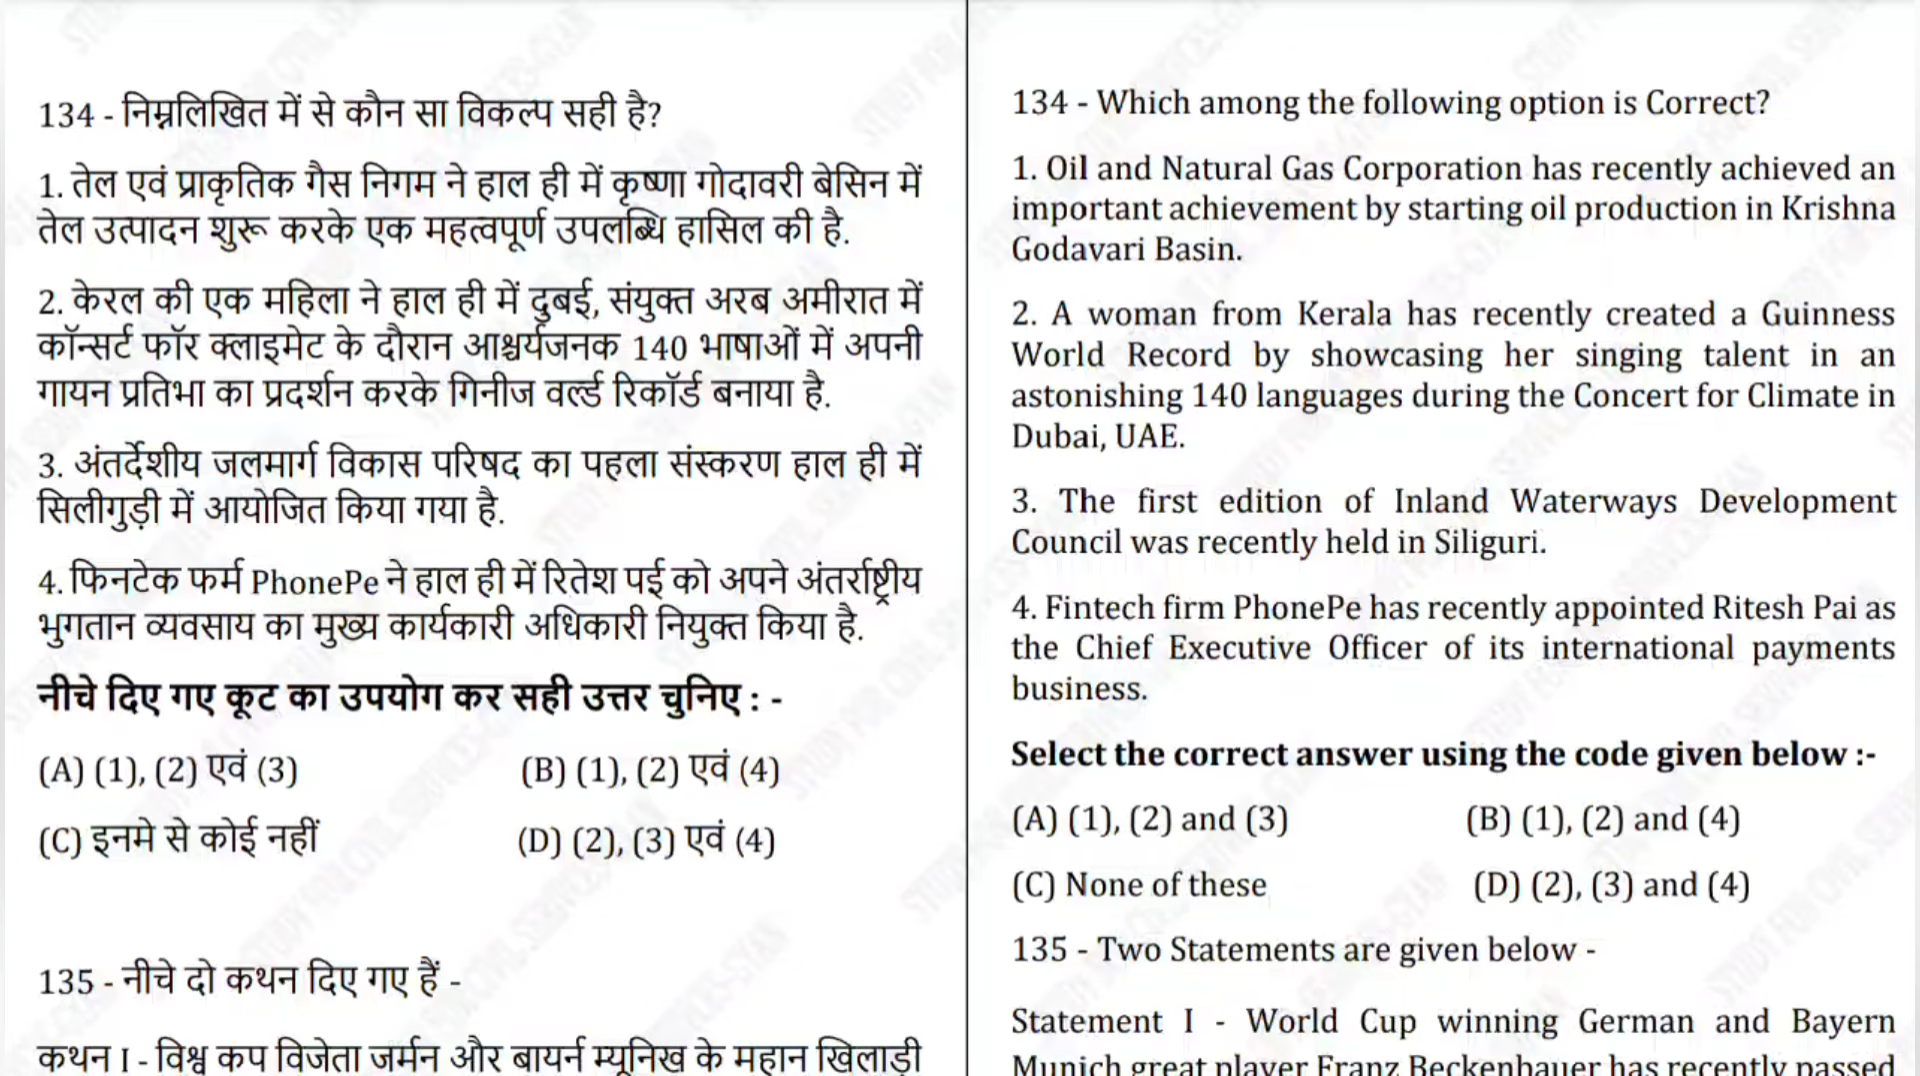 134 - निम्नलिखित में से कौन सा विकल्प सही है?
1. तेल एवं प्राकृतिक गैस निगम ने हाल ही में कृष्णा गोदावरी बेसिन में
तेल उत्पादन शुरू करके एक महत्वपूर्ण उपलब्धि हासिल की है.
2. केरल की एक महिला ने हाल ही में दुबई, संयुक्त अरब अमीरात में
कॉन्सर्ट फॉर क्लाइमेट के दौरान आश्चर्यजनक 140 भाषाओं में अपनी
गायन प्रतिभा का प्रदर्शन करके गिनीज वर्ल्ड रिकॉर्ड बनाया है.
3. अंतर्देशीय जलमार्ग विकास परिषद का पहला संस्करण हाल ही में
सिलीगुड़ी में आयोजित किया गया है.
4. फिनटेक फर्म PhonePe ने हाल ही में रितेश पई को अपने अंतर्राष्ट्रीय
भुगतान व्यवसाय का मुख्य कार्यकारी अधिकारी नियुक्त किया है.
नीचे दिए गए कूट का उपयोग कर सही उत्तर चुनिए : -
(A) (1), (2) एवं (3) (B) (1), (2) एवं (4)
(C) इनमे से कोई नहीं (D) (2), (3) एवं (4)
135 - नीचे दो कथन दिए गए हैं -
कथन I - विश्व कप विजेता जर्मन और बायर्न म्यूनिख के महान खिलाड़ी
134 - Which among the following option is Correct?
1. Oil and Natural Gas Corporation has recently achieved an
important achievement by starting oil production in Krishna
Godavari Basin.
2. A woman from Kerala has recently created a Guinness
World Record by showcasing her singing talent in an
astonishing 140 languages during the Concert for Climate in
Dubai, UAE.
3. The first edition of Inland Waterways Development
Council was recently held in Siliguri.
4. Fintech firm PhonePe has recently appointed Ritesh Pai as
the Chief Executive Officer of its international payments
business.
Select the correct answer using the code given below :-
(A) (1), (2) and (3) (B) (1), (2) and (4)
(C) None of these (D) (2), (3) and (4)
135 - Two Statements are given below -
Statement I - World Cup winning German and Bayern
Munich great player Franz Beckenbauer has recently passed